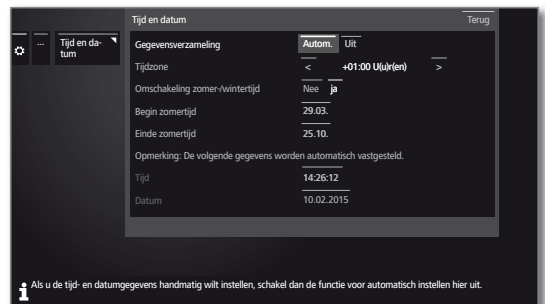 Tijd en datum
Terug
...
Tijd en da-
tum
Gegevensverzameling
Autom. Uit
Tijdzone
< +01:00 U(u)r(en) >
Omschakeling zomer-/wintertijd
Nee ja
Begin zomertijd
29.03.
Einde zomertijd
25.10.
Opmerking: De volgende gegevens worden automatisch vastgesteld.
Tijd
14:26:12
Datum
10.02.2015
Als u de tijd- en datumgegevens handmatig wilt instellen, schakel dan de functie voor automatisch instellen hier uit.